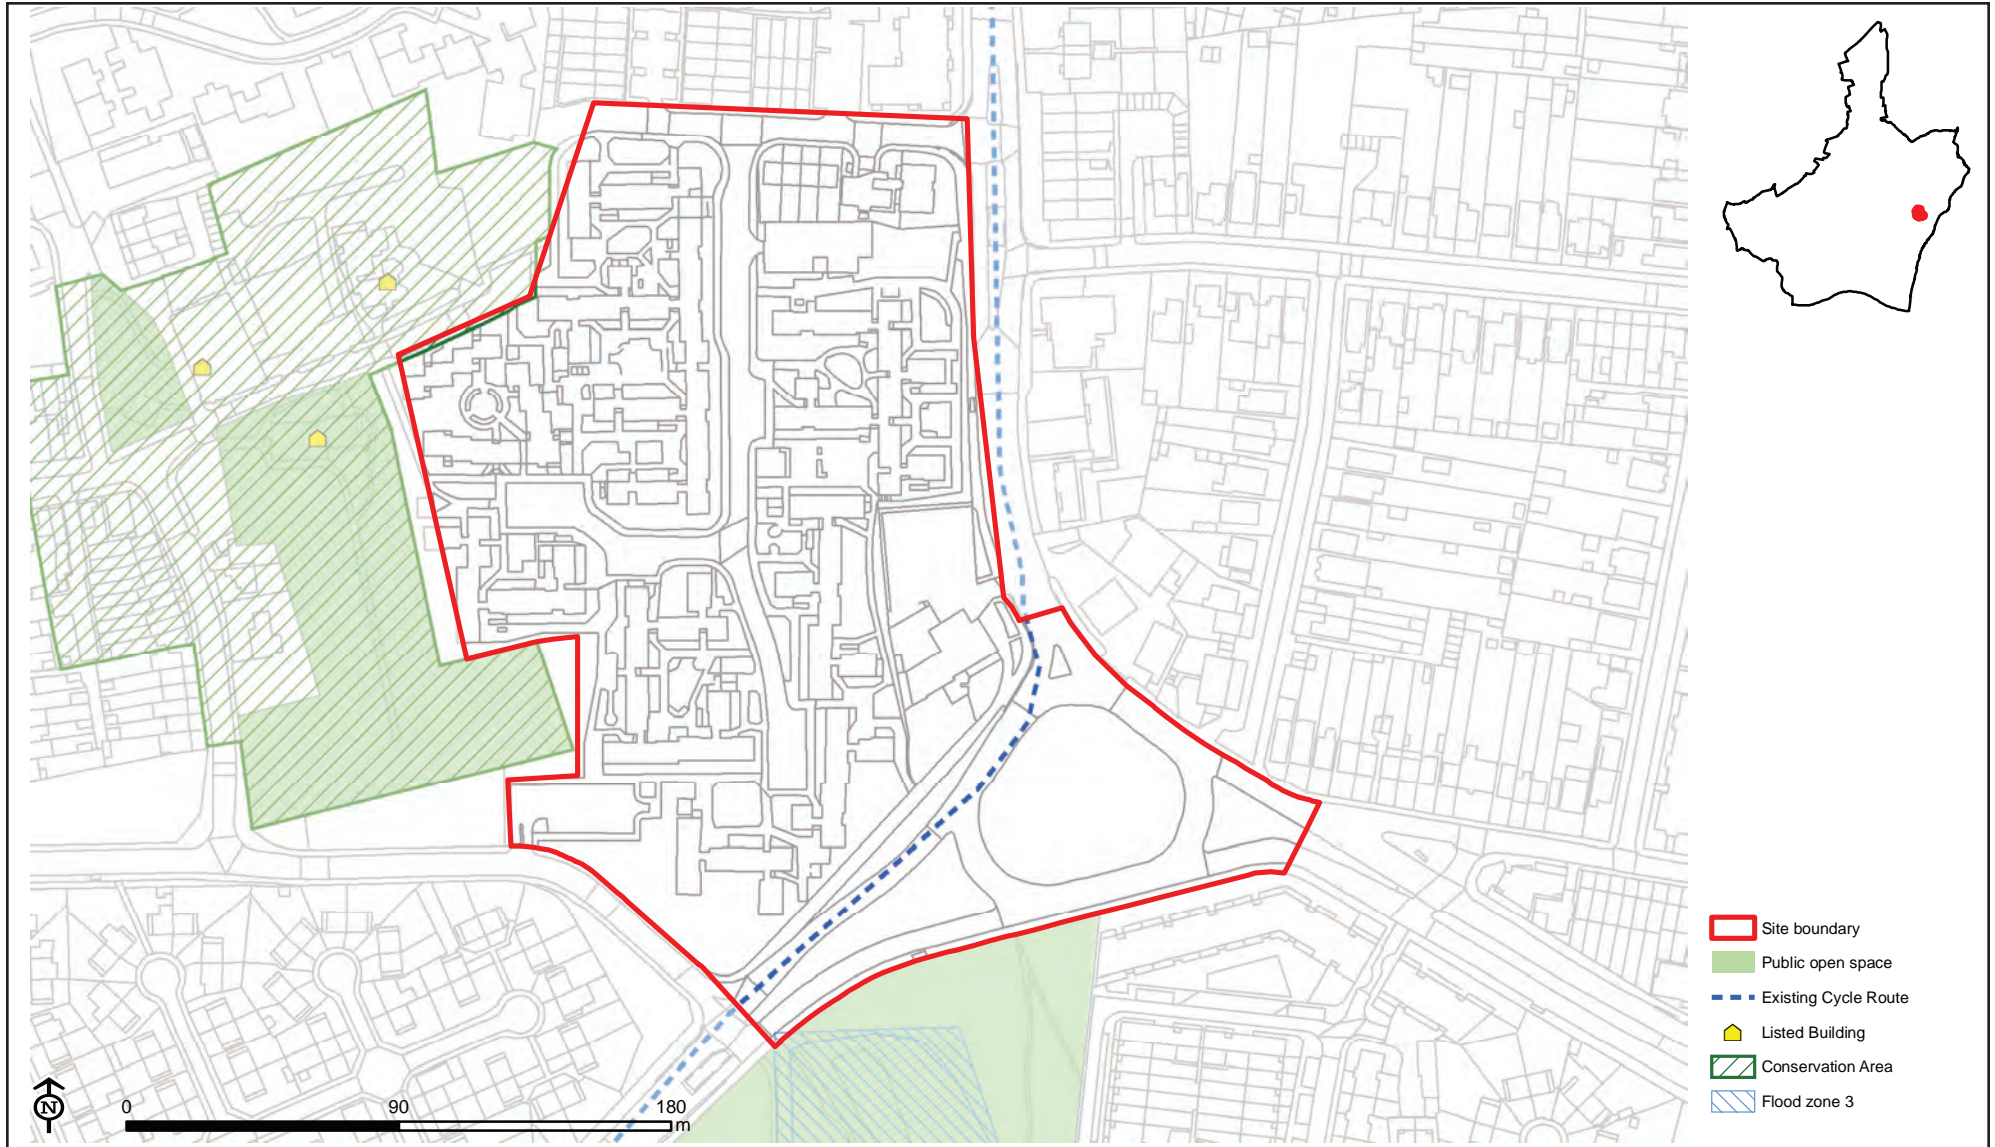 Site boundary
Public open space
Existing Cycle Route
Listed Building
Conservation Area
Flood zone 3
N
0 90 180
m